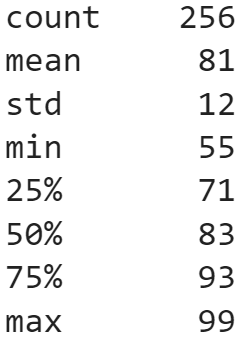 count 256
mean 81
std 12
min 55
25% 71
50% 83
75% 93
max 99